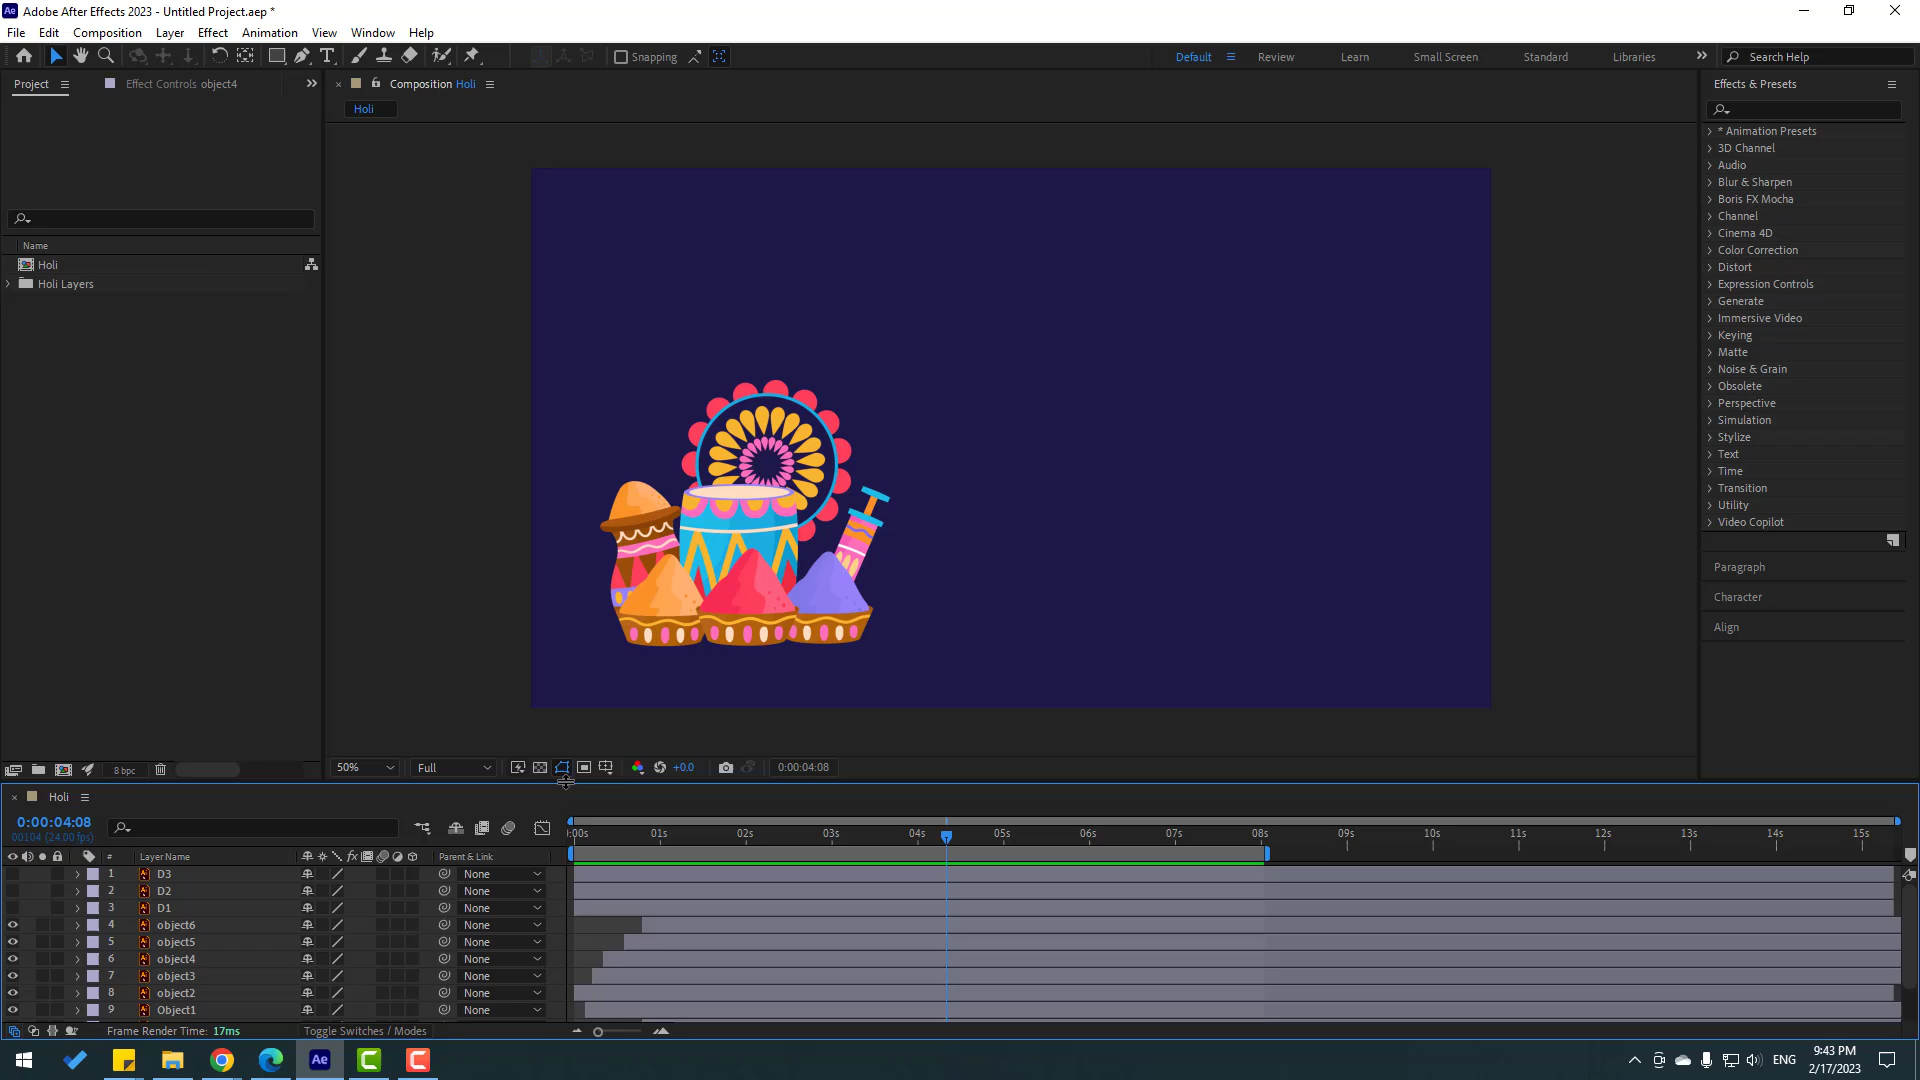 Adobe After Effects 2023 - Untitled Project.aep *
File Edit Composition Layer Effect Animation View Window Help
Snapping Default Review Learn Small Screen Standard Libraries Search Help
Project Effect Controls object4
Composition Holi
Holi
Name
Holi
Holi Layers
8 bpc
50% Full +0.0 0:00:04:08
Effects & Presets
* Animation Presets
3D Channel
Audio
Blur & Sharpen
Boris FX Mocha
Channel
Cinema 4D
Color Correction
Distort
Expression Controls
Generate
Immersive Video
Keying
Matte
Noise & Grain
Obsolete
Perspective
Simulation
Stylize
Text
Time
Transition
Utility
Video Copilot
Paragraph
Character
Align
Holi
0:00:04:08
00104 (24.00 fps)
:00s 01s 02s 03s 04s 05s 06s 07s 08s 09s 10s 11s 12s 13s 14s 15s
# Layer Name Parent & Link
1 D3 None
2 D2 None
3 D1 None
4 object6 None
5 object5 None
6 object4 None
7 object3 None
8 object2 None
9 Object1 None
Frame Render Time: 17ms Toggle Switches / Modes
ENG
9:43 PM
2/17/2023